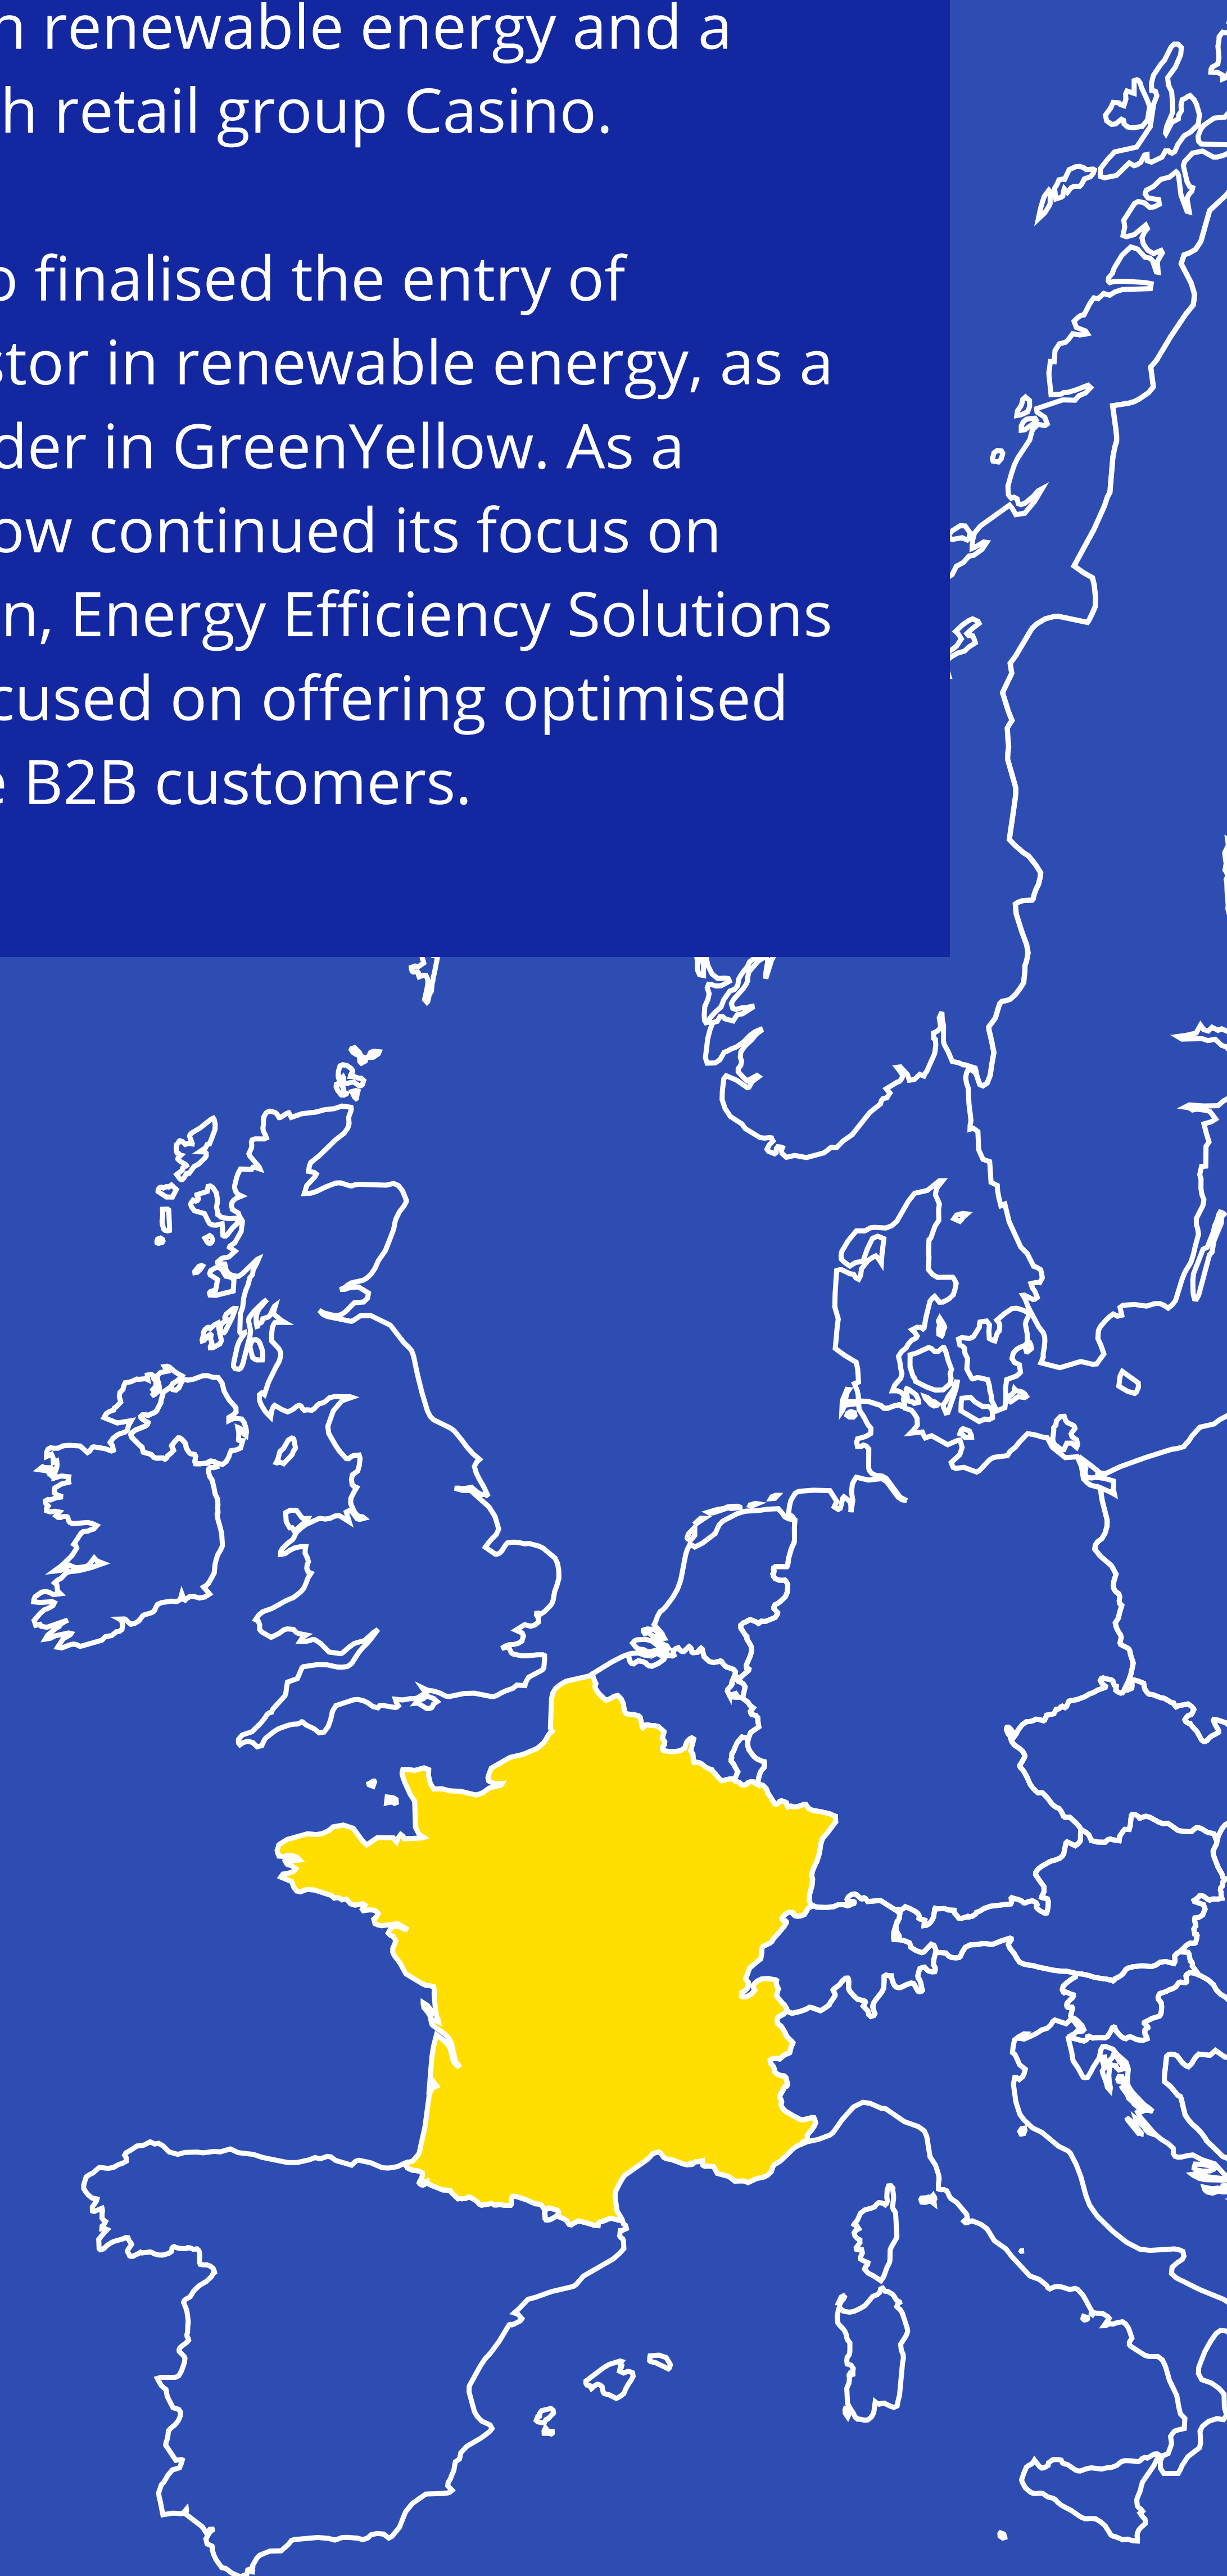 n renewable energy and a
h retail group Casino.
o finalised the entry of
stor in renewable energy, as a
der in GreenYellow. As a
ow continued its focus on
n, Energy Efficiency Solutions
cused on offering optimised
e B2B customers.